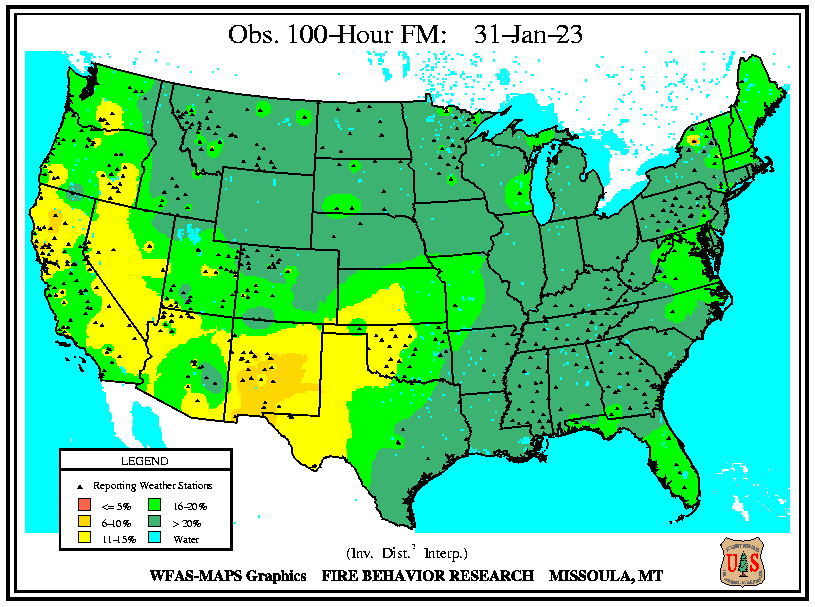 Obs. 100-Hour FM: 31-Jan-23
LEGEND
Reporting Weather Stations
<= 5%
16-20%
6-10%
> 20%
11-15%
Water
(Inv. Dist.² Interp.)
WFAS-MAPS Graphics FIRE BEHAVIOR RESEARCH MISSOULA, MT
U S